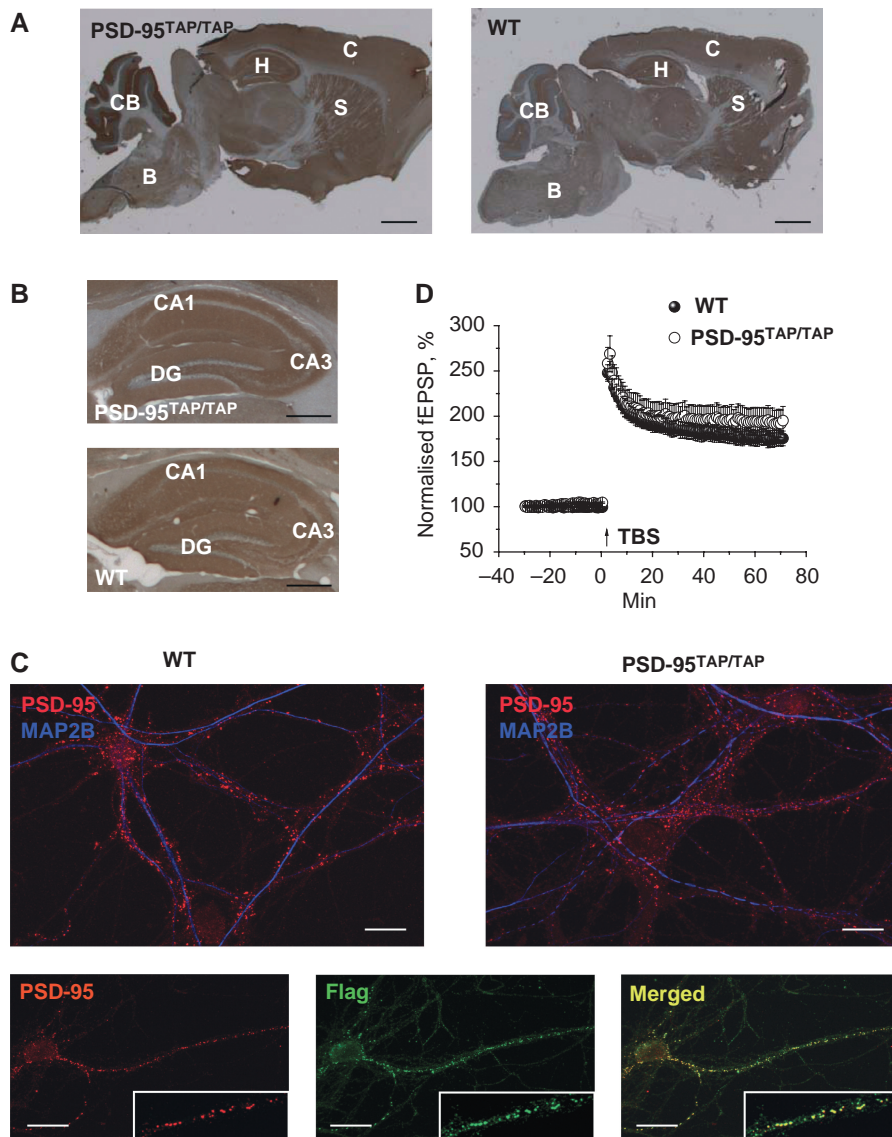 A
PSD-95TAP/TAP
C
H
CB
S
B
WT
C
H
CB
S
B
B
CA1
CA3
DG
PSD-95TAP/TAP
CA1
CA3
DG
WT
D
WT
PSD-95TAP/TAP
Normalised fEPSP, %
300
250
200
150
100
50
TBS
–40 –20 0 20 40 60 80
Min
C
WT
PSD-95
MAP2B
PSD-95TAP/TAP
PSD-95
MAP2B
PSD-95
Flag
Merged